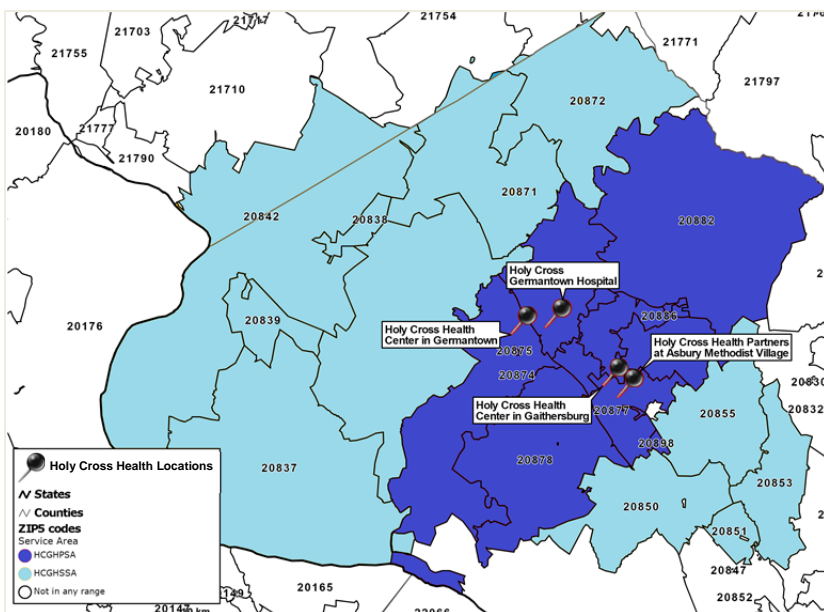 21717
21754
21703
21771
21755
21797
21710
20872
20180
21777
21790
20871
20842
20838
20882
Holy Cross
Germantown Hospital
20839
20886
20176
Holy Cross Health
Center in Germantown
20875
Holy Cross Health Partners
at Asbury Methodist Village
20874
20830
Holy Cross Health
Center in Gaithersburg
20877
20855
20832
20898
20878
20837
20853
20850
20851
20847
20852
20165
Holy Cross Health Locations
States
Counties
ZIP5 codes
Service Area
HCGHPSA
HCGHSSA
Not in any range